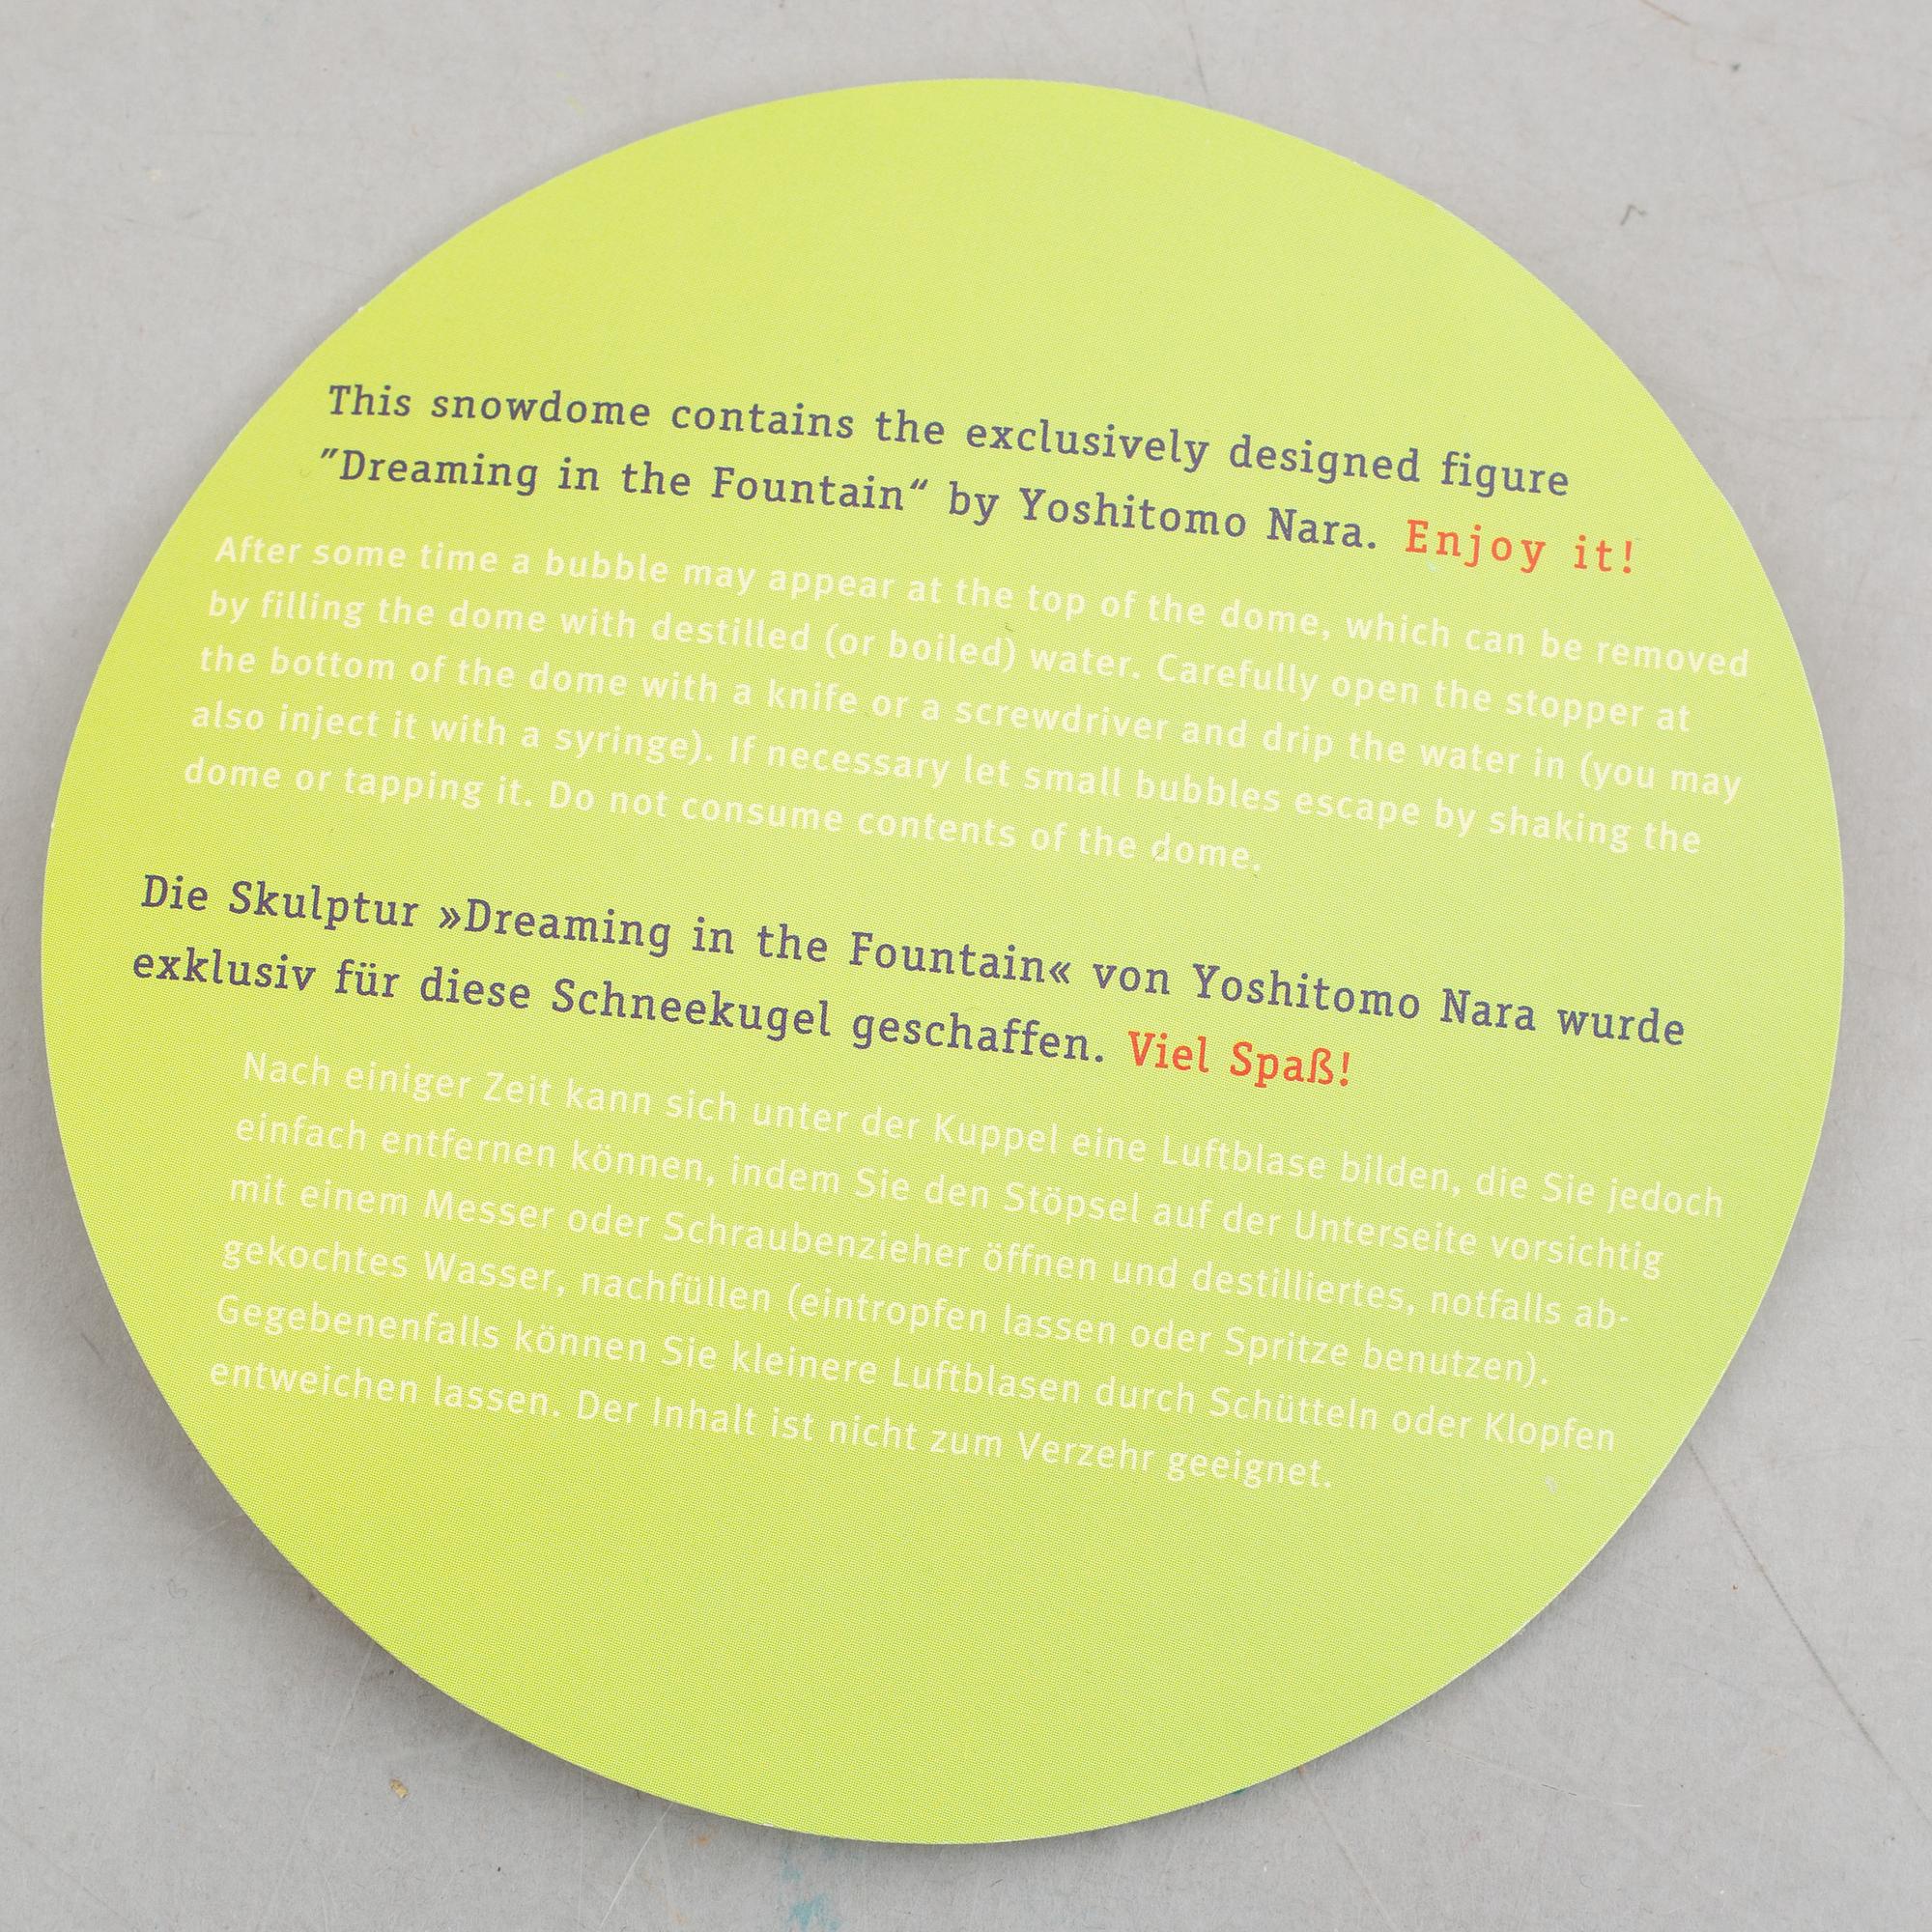 This snowdome contains the exclusively designed figure
"Dreaming in the Fountain“ by Yoshitomo Nara. Enjoy it!
After some time a bubble may appear at the top of the dome, which can be removed
by filling the dome with destilled (or boiled) water. Carefully open the stopper at
the bottom of the dome with a knife or a screwdriver and drip the water in (you may
also inject it with a syringe). If necessary let small bubbles escape by shaking the
dome or tapping it. Do not consume contents of the dome.
Die Skulptur »Dreaming in the Fountain« von Yoshitomo Nara wurde
exklusiv für diese Schneekugel geschaffen. Viel Spaß!
Nach einiger Zeit kann sich unter der Kuppel eine Luftblase bilden, die Sie jedoch
einfach entfernen können, indem Sie den Stöpsel auf der Unterseite vorsichtig
mit einem Messer oder Schraubenzieher öffnen und destilliertes, notfalls ab-
gekochtes Wasser, nachfüllen (eintropfen lassen oder Spritze benutzen).
Gegebenenfalls können Sie kleinere Luftblasen durch Schütteln oder Klopfen
entweichen lassen. Der Inhalt ist nicht zum Verzehr geeignet.